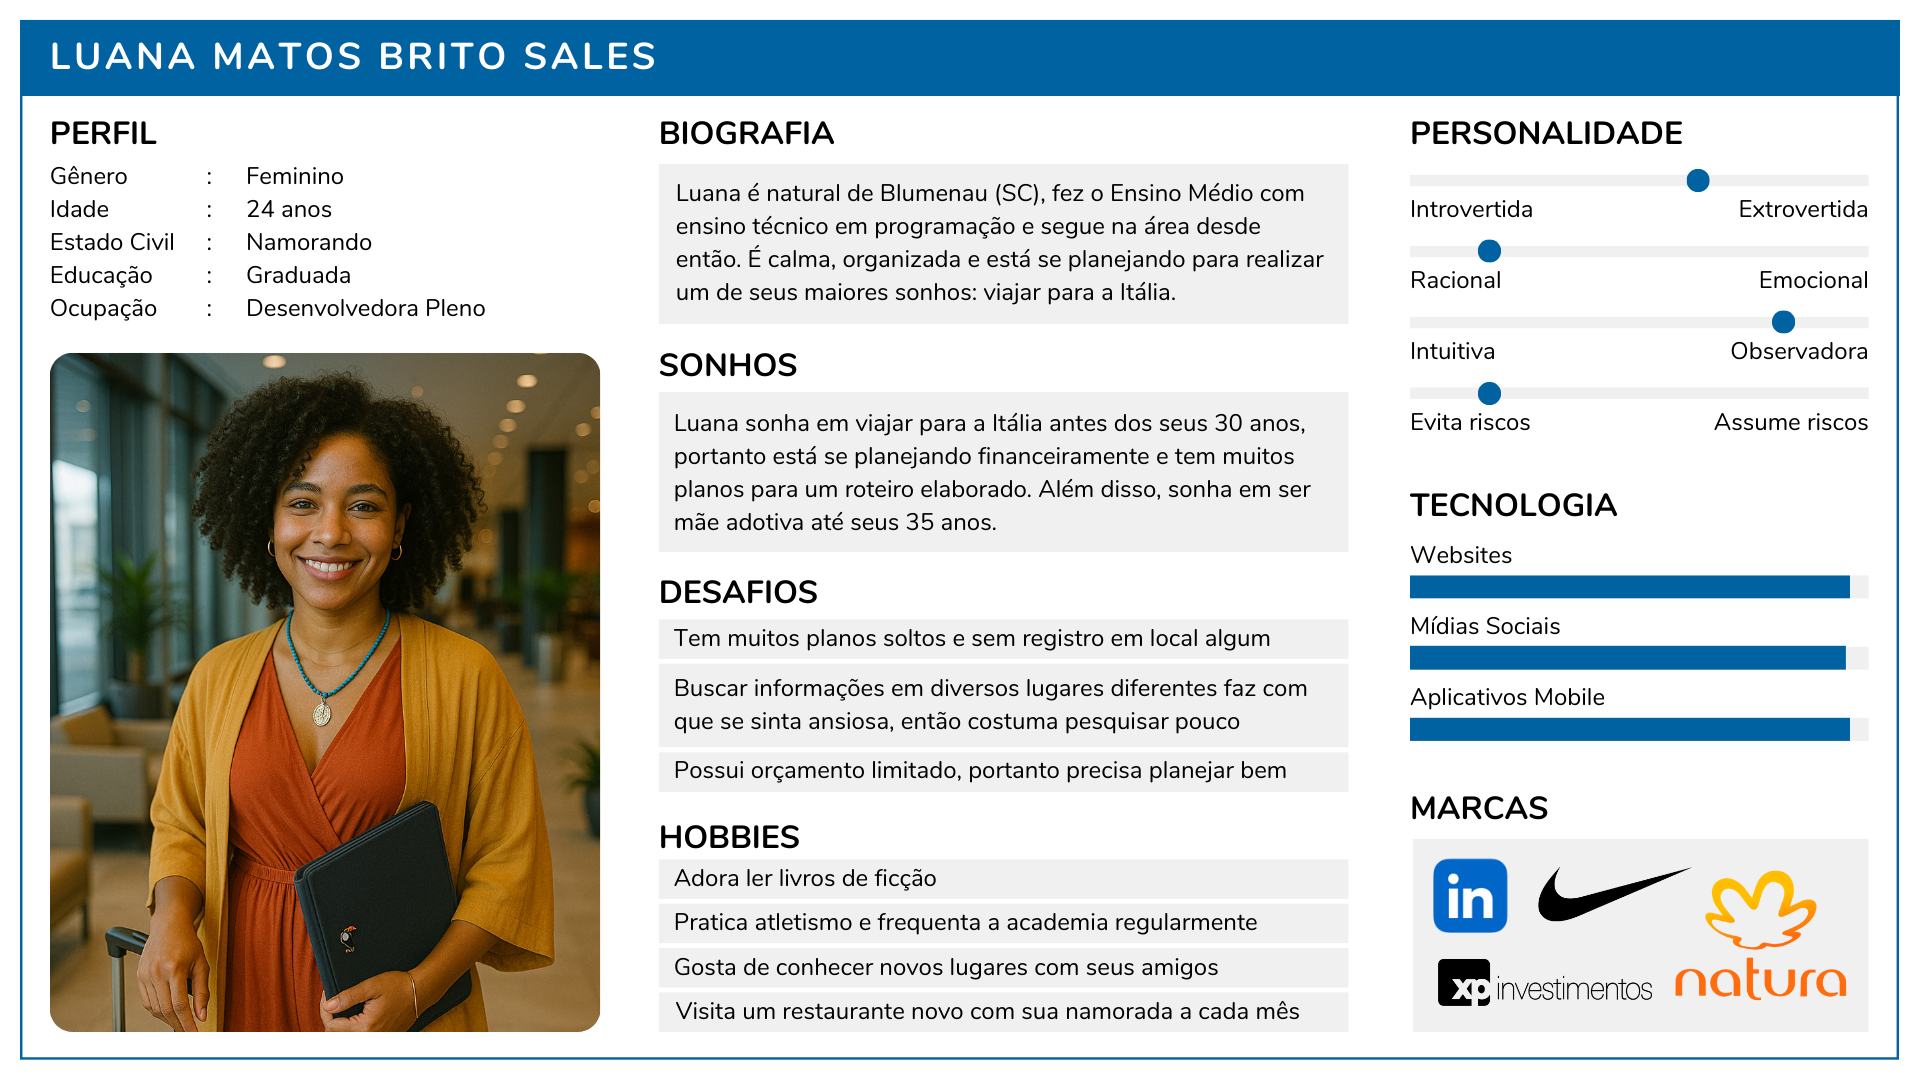 LUANA MATOS BRITO SALES
PERFIL
Gênero : Feminino
Idade : 24 anos
Estado Civil : Namorando
Educação : Graduada
Ocupação : Desenvolvedora Pleno
BIOGRAFIA
Luana é natural de Blumenau (SC), fez o Ensino Médio com
ensino técnico em programação e segue na área desde
então. É calma, organizada e está se planejando para realizar
um de seus maiores sonhos: viajar para a Itália.
SONHOS
Luana sonha em viajar para a Itália antes dos seus 30 anos,
portanto está se planejando financeiramente e tem muitos
planos para um roteiro elaborado. Além disso, sonha em ser
mãe adotiva até seus 35 anos.
DESAFIOS
Tem muitos planos soltos e sem registro em local algum
Buscar informações em diversos lugares diferentes faz com
que se sinta ansiosa, então costuma pesquisar pouco
Possui orçamento limitado, portanto precisa planejar bem
HOBBIES
Adora ler livros de ficção
Pratica atletismo e frequenta a academia regularmente
Gosta de conhecer novos lugares com seus amigos
Visita um restaurante novo com sua namorada a cada mês
PERSONALIDADE
Introvertida Extrovertida
Racional Emocional
Intuitiva Observadora
Evita riscos Assume riscos
TECNOLOGIA
Websites
Mídias Sociais
Aplicativos Mobile
MARCAS
in
xp investimentos
natura